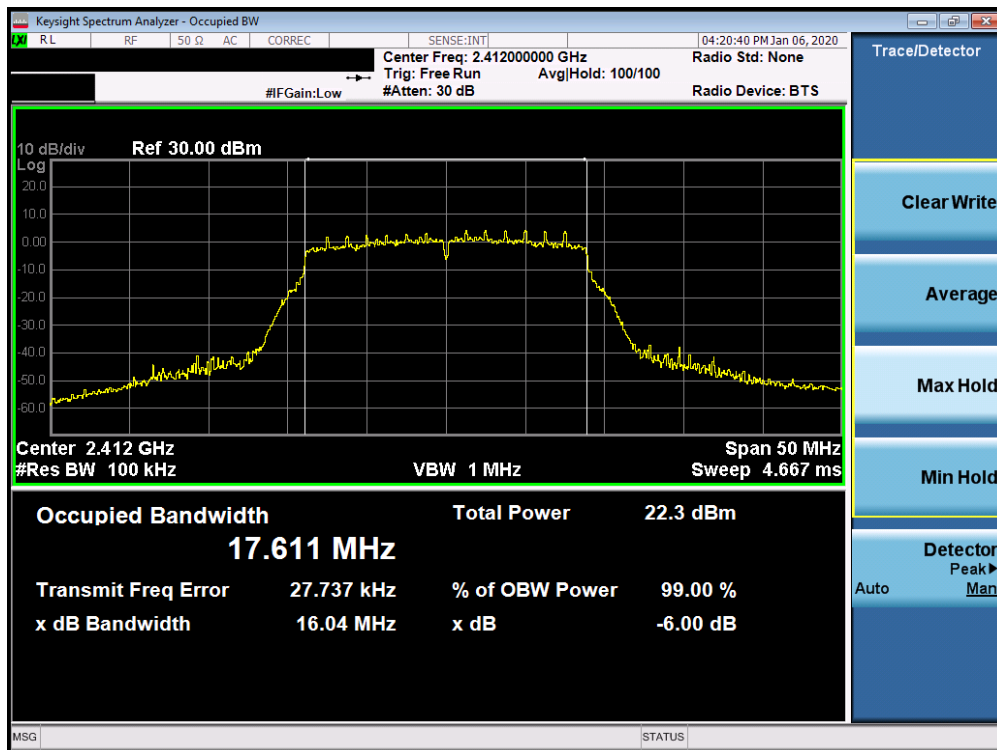 Keysight Spectrum Analyzer - Occupied BW
LXI RL RF 50 Ω AC CORREC SENSE:INT 04:20:40 PM Jan 06, 2020
Center Freq: 2.412000000 GHz Radio Std: None
Trig: Free Run Avg|Hold: 100/100
#IFGain:Low #Atten: 30 dB Radio Device: BTS
Trace/Detector
10 dB/div Ref 30.00 dBm
Log
20.0
10.0
0.00
-10.0
-20.0
-30.0
-40.0
-50.0
-60.0
Center 2.412 GHz Span 50 MHz
#Res BW 100 kHz VBW 1 MHz Sweep 4.667 ms
Occupied Bandwidth Total Power 22.3 dBm
17.611 MHz
Transmit Freq Error 27.737 kHz % of OBW Power 99.00 %
x dB Bandwidth 16.04 MHz x dB -6.00 dB
Clear Write
Average
Max Hold
Min Hold
Detector
Peak▶
Auto Man
MSG STATUS